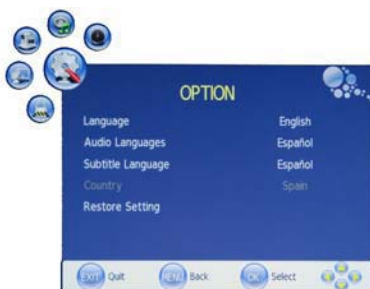 OPTION
Language English
Audio Languages Español
Subtitle Language Español
Country Spain
Restore Setting
EXIT Quit MENU Back OK Select